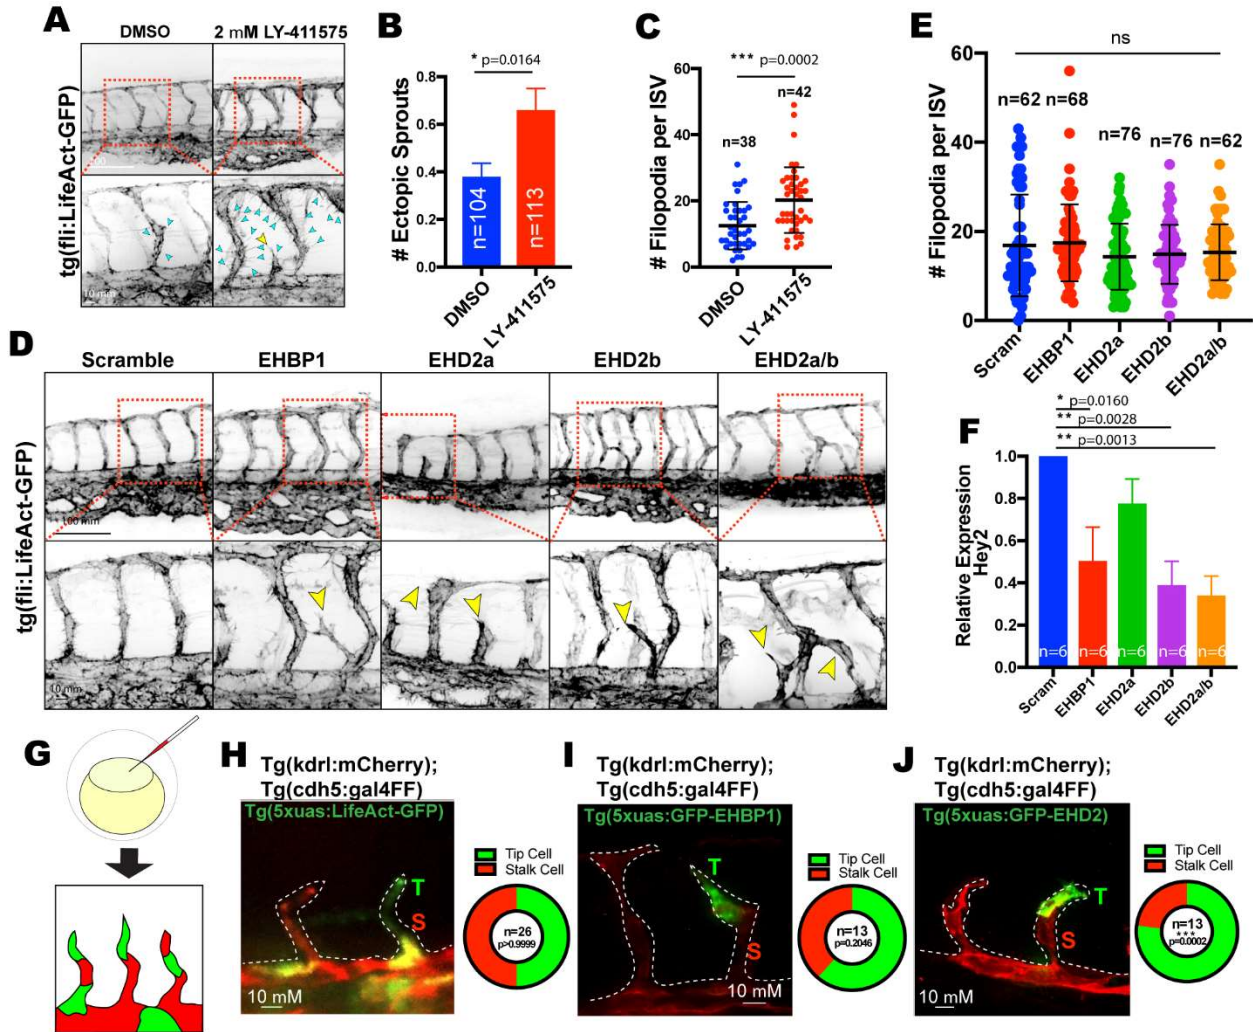 A
DMSO
2 mM LY-411575
tg(fli::LifeAct-GFP)
10 mm
B
* p=0.0164
# Ectopic Sprouts
0.8
0.6
0.4
0.2
0.0
n=104
n=113
DMSO
LY-411575
C
*** p=0.0002
# Filopodia per ISV
60
40
20
0
n=38
n=42
DMSO
LY-411575
E
ns
# Filopodia per ISV
60
40
20
0
n=62
n=68
n=76
n=76
n=62
Scram
EHBP1
EHD2a
EHD2b
EHD2a/b
D
Scramble
EHBP1
EHD2a
EHD2b
EHD2a/b
tg(fli::LifeAct-GFP)
100 mm
10 mm
F
* p=0.0160
** p=0.0028
** p=0.0013
Relative Expression
Hey2
1.0
0.8
0.6
0.4
0.2
0.0
n=6
n=6
n=6
n=6
n=6
Scram
EHBP1
EHD2a
EHD2b
EHD2a/b
G
H
Tg(kdrl:mCherry);
Tg(cdh5:gal4FF)
Tg(5xuas:LifeAct-GFP)
T
S
10 mM
Tip Cell
Stalk Cell
n=26
p>0.9999
I
Tg(kdrl:mCherry);
Tg(cdh5:gal4FF)
Tg(5xuas:GFP-EHBP1)
T
S
10 mM
Tip Cell
Stalk Cell
n=13
p=0.2046
J
Tg(kdrl:mCherry);
Tg(cdh5:gal4FF)
Tg(5xuas:GFP-EHD2)
T
S
10 mM
Tip Cell
Stalk Cell
n=13
***
p=0.0002